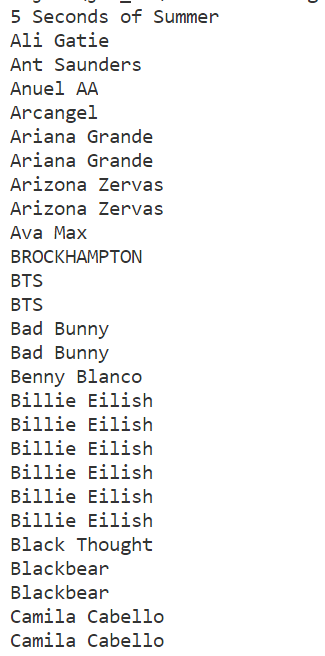 5 Seconds of Summer
Ali Gatie
Ant Saunders
Anuel AA
Arcangel
Ariana Grande
Ariana Grande
Arizona Zervas
Arizona Zervas
Ava Max
BROCKHAMPTON
BTS
BTS
Bad Bunny
Bad Bunny
Benny Blanco
Billie Eilish
Billie Eilish
Billie Eilish
Billie Eilish
Billie Eilish
Billie Eilish
Black Thought
Blackbear
Blackbear
Camila Cabello
Camila Cabello